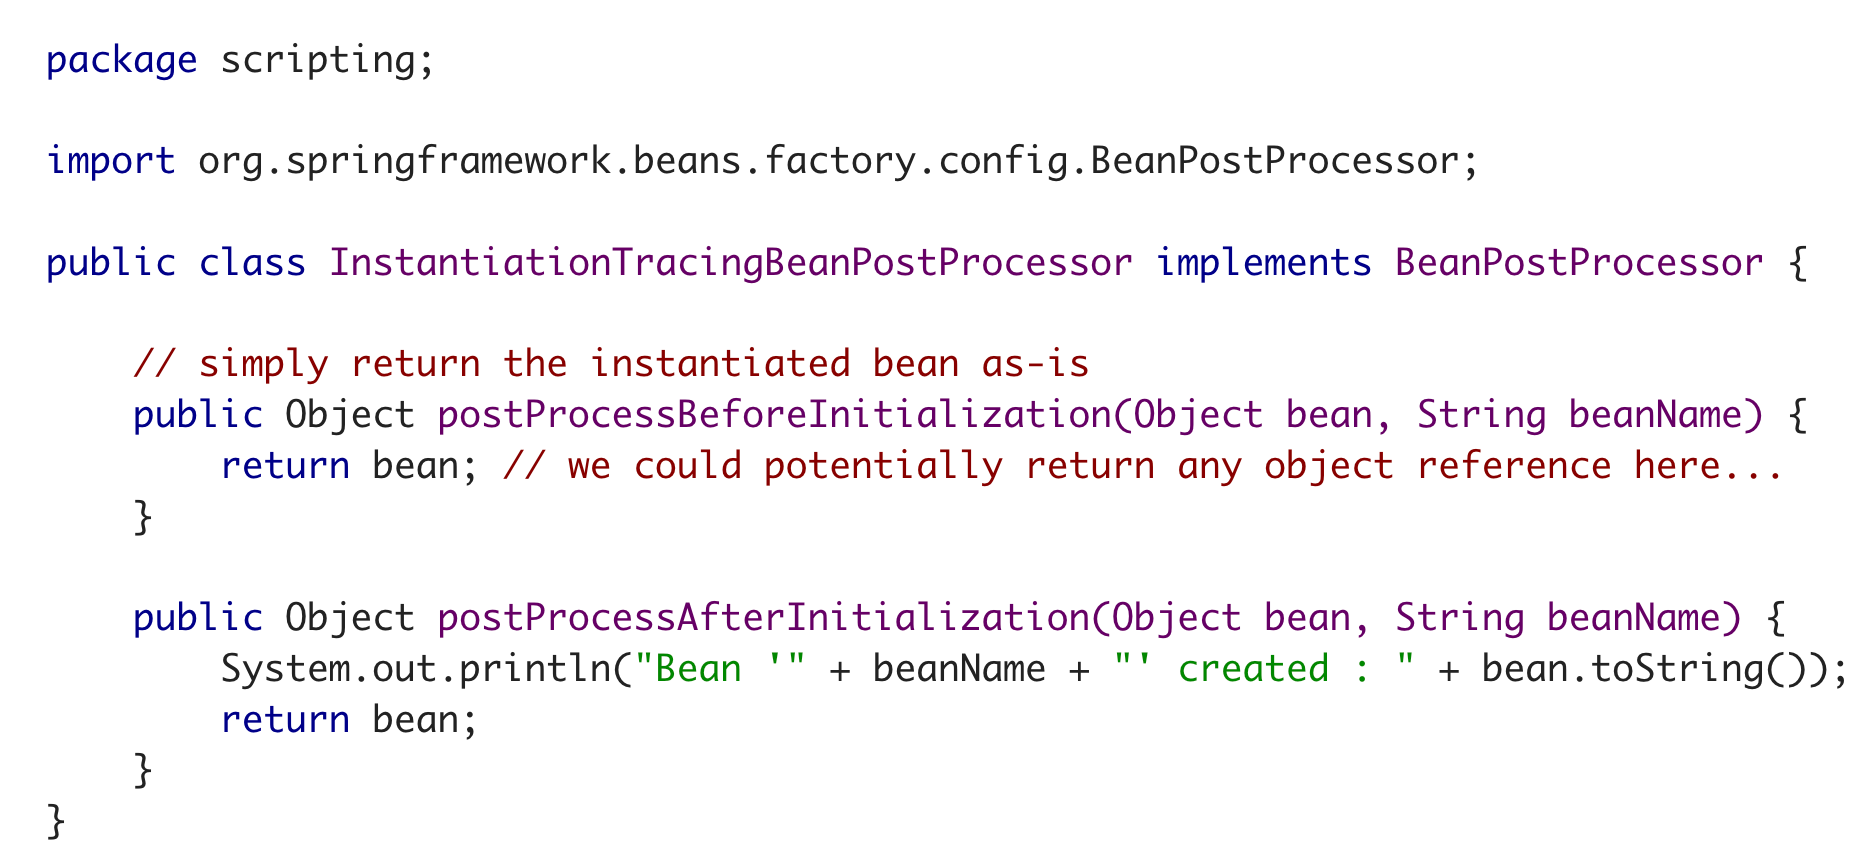 package scripting;
import org.springframework.beans.factory.config.BeanPostProcessor;
public class InstantiationTracingBeanPostProcessor implements BeanPostProcessor {
// simply return the instantiated bean as-is
public Object postProcessBeforeInitialization(Object bean, String beanName) {
return bean; // we could potentially return any object reference here...
}
public Object postProcessAfterInitialization(Object bean, String beanName) {
System.out.println("Bean '" + beanName + "' created : " + bean.toString());
return bean;
}
}